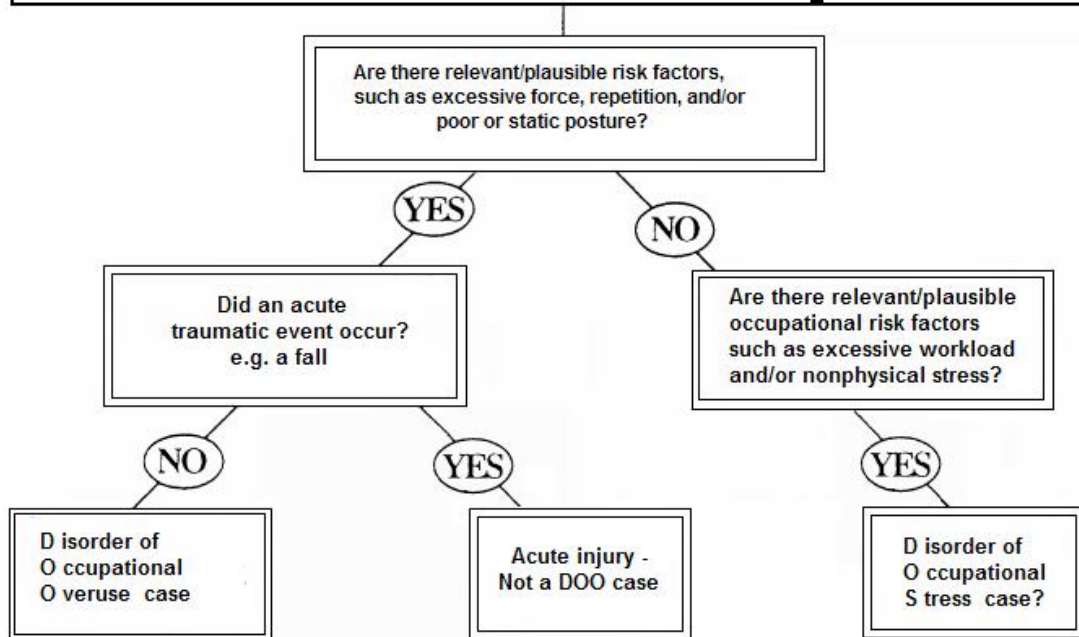 Are there relevant/plausible risk factors,
such as excessive force, repetition, and/or
poor or static posture?
YES
NO
Did an acute
traumatic event occur?
e.g. a fall
Are there relevant/plausible
occupational risk factors
such as excessive workload
and/or nonphysical stress?
NO
YES
YES
D isorder of
O ccupational
O veruse case
Acute injury -
Not a DOO case
D isorder of
O ccupational
S tress case?